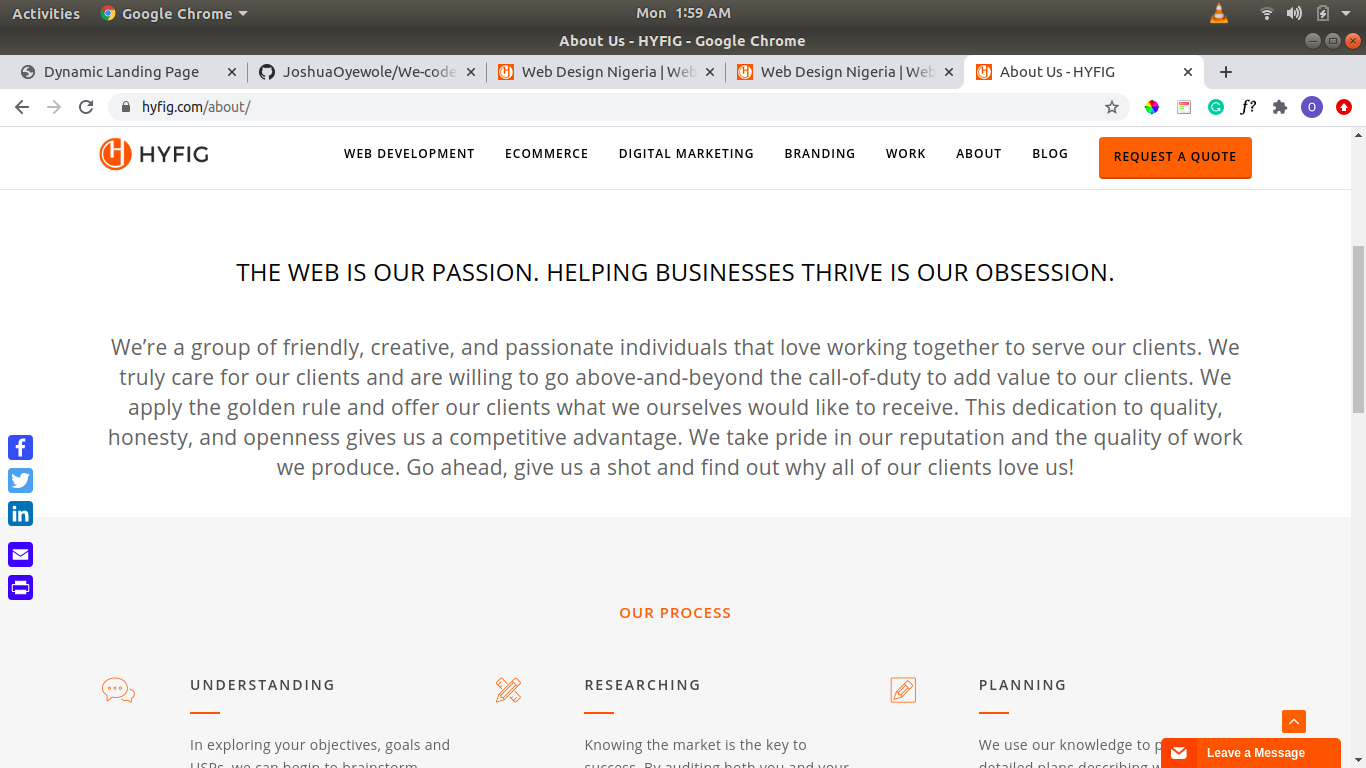 Activities Google Chrome Mon 1:59 AM
About Us - HYFIG - Google Chrome
Dynamic Landing Page JoshuaOyewole/We-code Web Design Nigeria | Web Web Design Nigeria | Web About Us - HYFIG
hyfig.com/about/ f? O
HYFIG WEB DEVELOPMENT ECOMMERCE DIGITAL MARKETING BRANDING WORK ABOUT BLOG REQUEST A QUOTE
THE WEB IS OUR PASSION. HELPING BUSINESSES THRIVE IS OUR OBSESSION.
We’re a group of friendly, creative, and passionate individuals that love working together to serve our clients. We
truly care for our clients and are willing to go above-and-beyond the call-of-duty to add value to our clients. We
apply the golden rule and offer our clients what we ourselves would like to receive. This dedication to quality,
honesty, and openness gives us a competitive advantage. We take pride in our reputation and the quality of work
we produce. Go ahead, give us a shot and find out why all of our clients love us!
OUR PROCESS
UNDERSTANDING RESEARCHING PLANNING
In exploring your objectives, goals and Knowing the market is the key to We use our knowledge to
USPs, we can begin to brainstorm success. By auditing both you and your detailed plans describing
Leave a Message